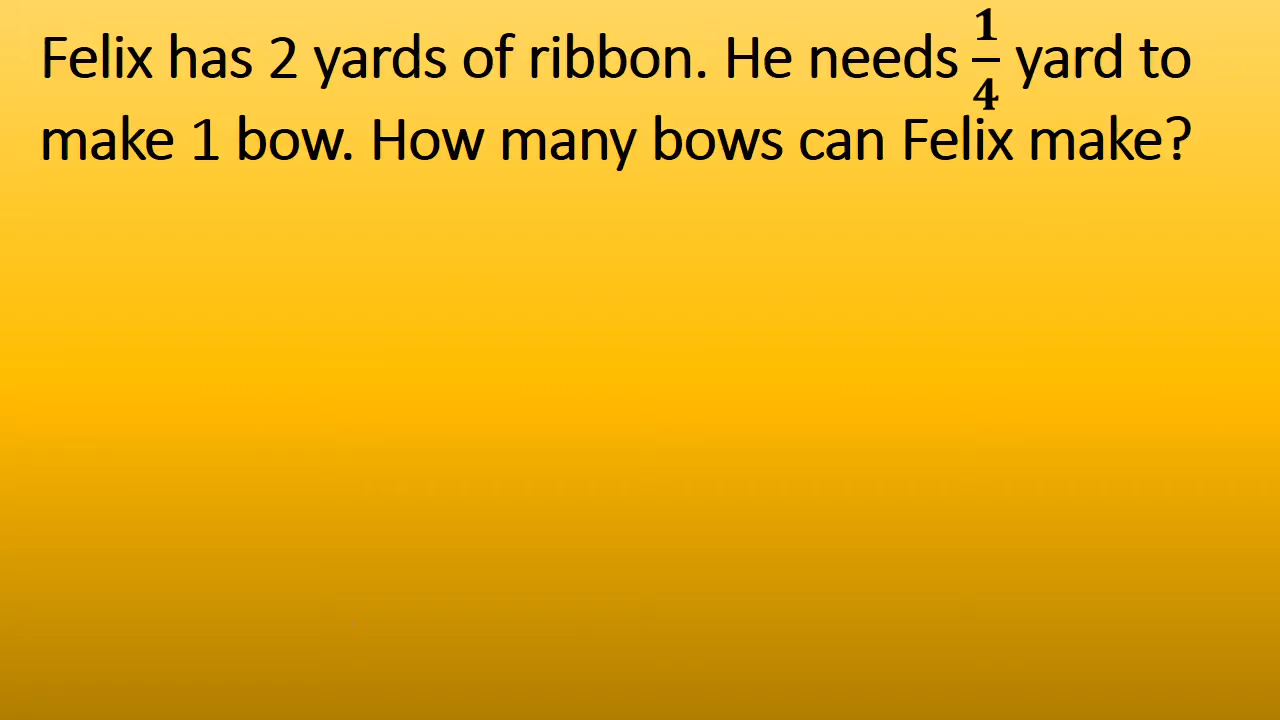 Felix has 2 yards of ribbon. He needs 1/4 yard to
make 1 bow. How many bows can Felix make?